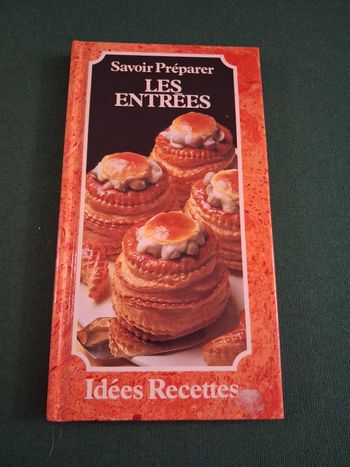 Savoir Préparer
LES
ENTRÉES
Idées Recettes